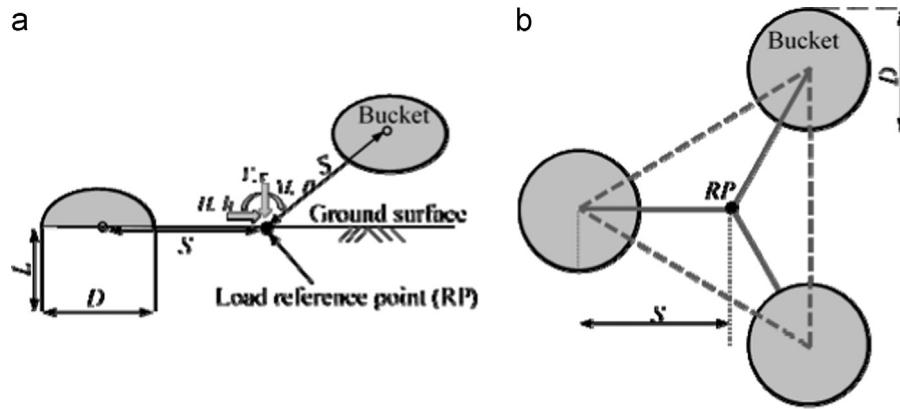 a
Bucket
S
H, h
Ground surface
S
L
D
Load reference point (RP)
b
Bucket
D
RP
S